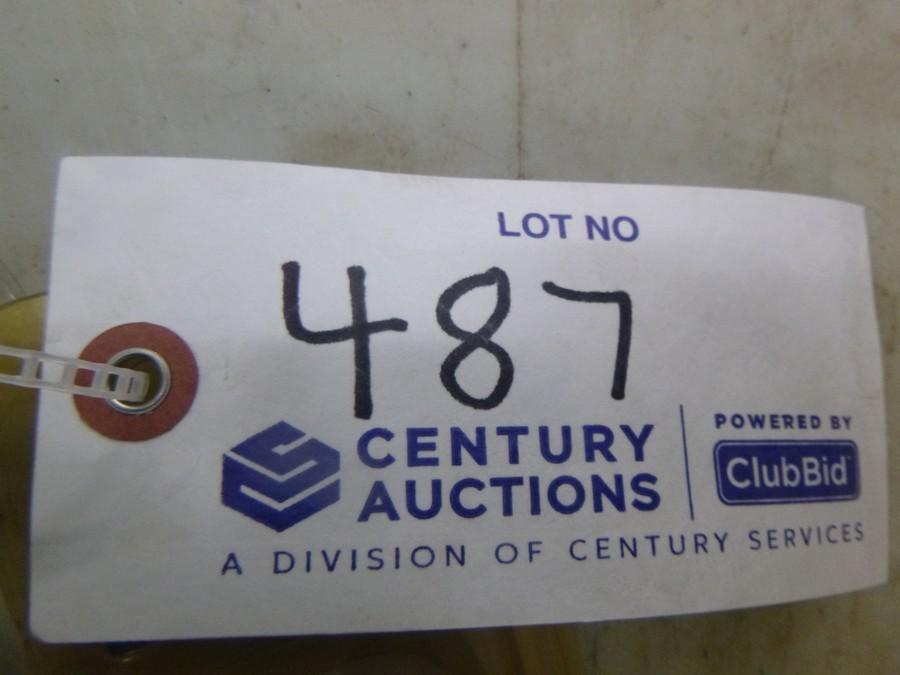 LOT NO
487
CENTURY
AUCTIONS
POWERED BY
ClubBid
A DIVISION OF CENTURY SERVICES